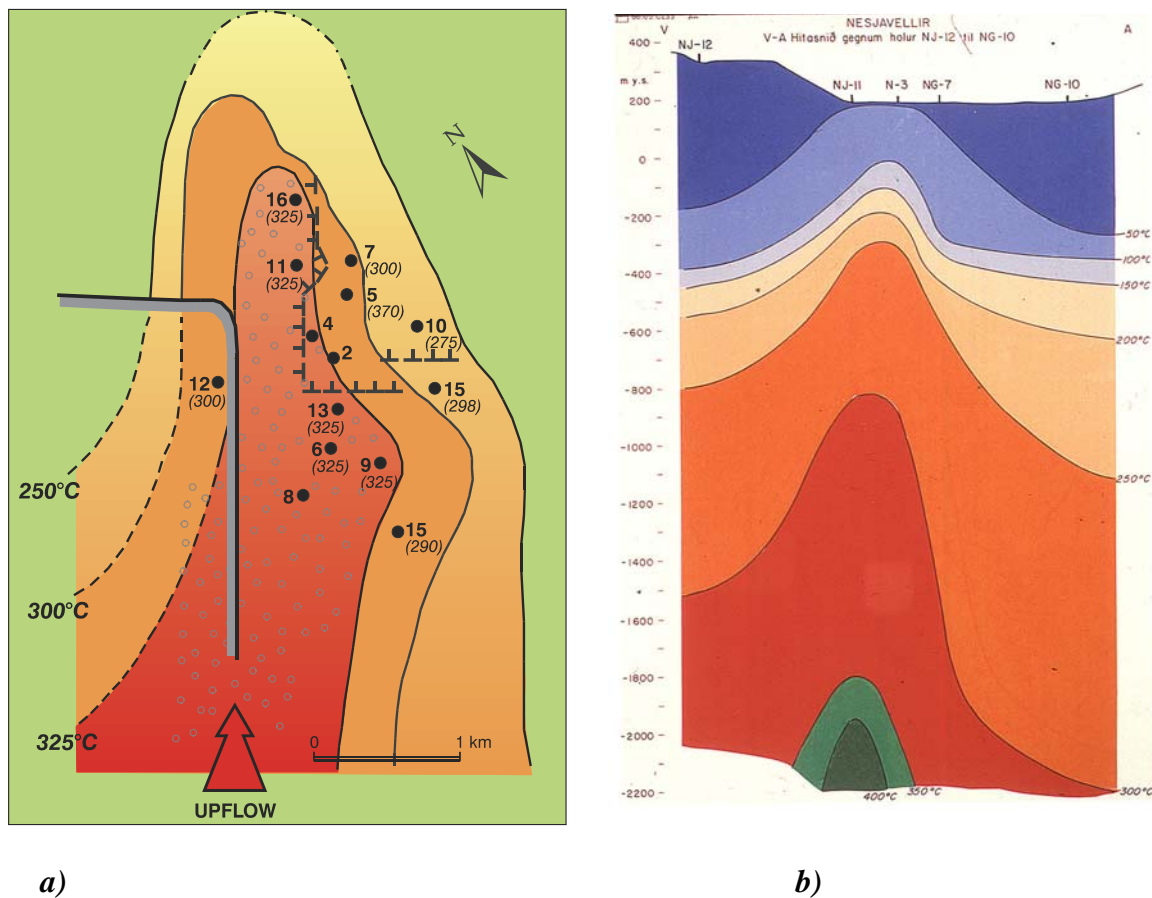 N
16
(325)
7
(300)
11
(325)
5
(370)
4
10
(275)
2
12
(300)
15
(298)
13
(325)
6
(325)
9
(325)
250°C
8
15
(290)
300°C
325°C
0 1 km
UPFLOW
a)
NESJAVELLIR
V-A Hitasnið gegnum holur NJ-12 til NG-10
V A
400
NJ-12
m y.s.
NJ-11 N-3 NG-7 NG-10
200
0
-200
50°C
100°C
-400
150°C
-600
200°C
-800
-1000
250°C
-1200
-1400
-1600
-1800
-2000
-2200
400°C 350°C 300°C
b)